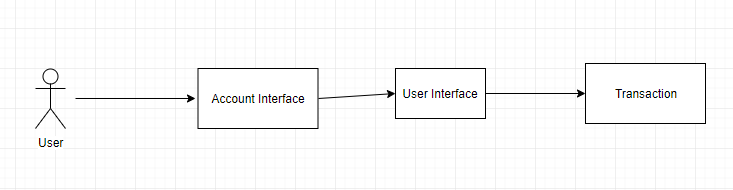 Account Interface
User Interface
Transaction
User